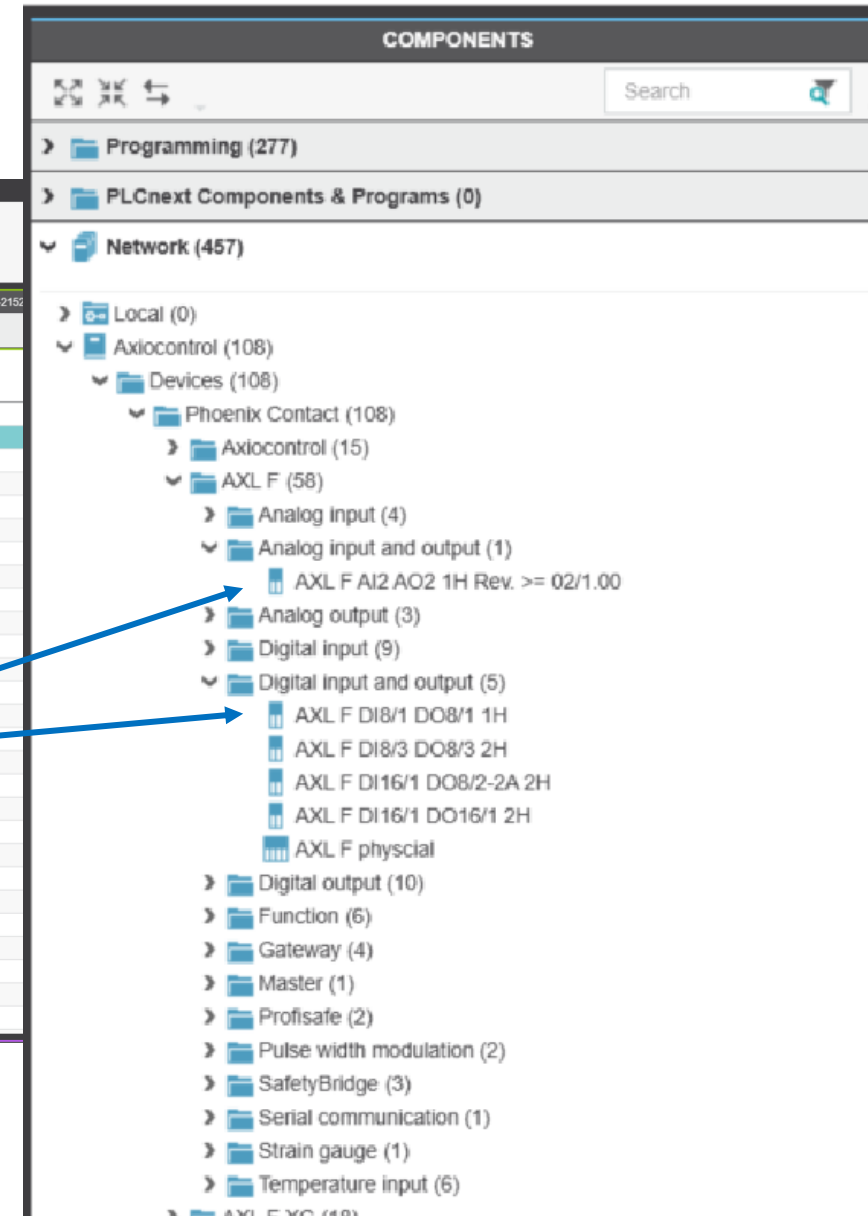 COMPONENTS
Search
Programming (277)
PLCnext Components & Programs (0)
Network (457)
2152
Local (0)
Axiocontrol (108)
Devices (108)
Phoenix Contact (108)
Axiocontrol (15)
AXL F (58)
Analog input (4)
Analog input and output (1)
AXL F AI2 AO2 1H Rev. >= 02/1.00
Analog output (3)
Digital input (9)
Digital input and output (5)
AXL F DI8/1 DO8/1 1H
AXL F DI8/3 DO8/3 2H
AXL F DI16/1 DO8/2-2A 2H
AXL F DI16/1 DO16/1 2H
AXL F physcial
Digital output (10)
Function (6)
Gateway (4)
Master (1)
Profisafe (2)
Pulse width modulation (2)
SafetyBridge (3)
Serial communication (1)
Strain gauge (1)
Temperature input (6)
AXL F XC (18)